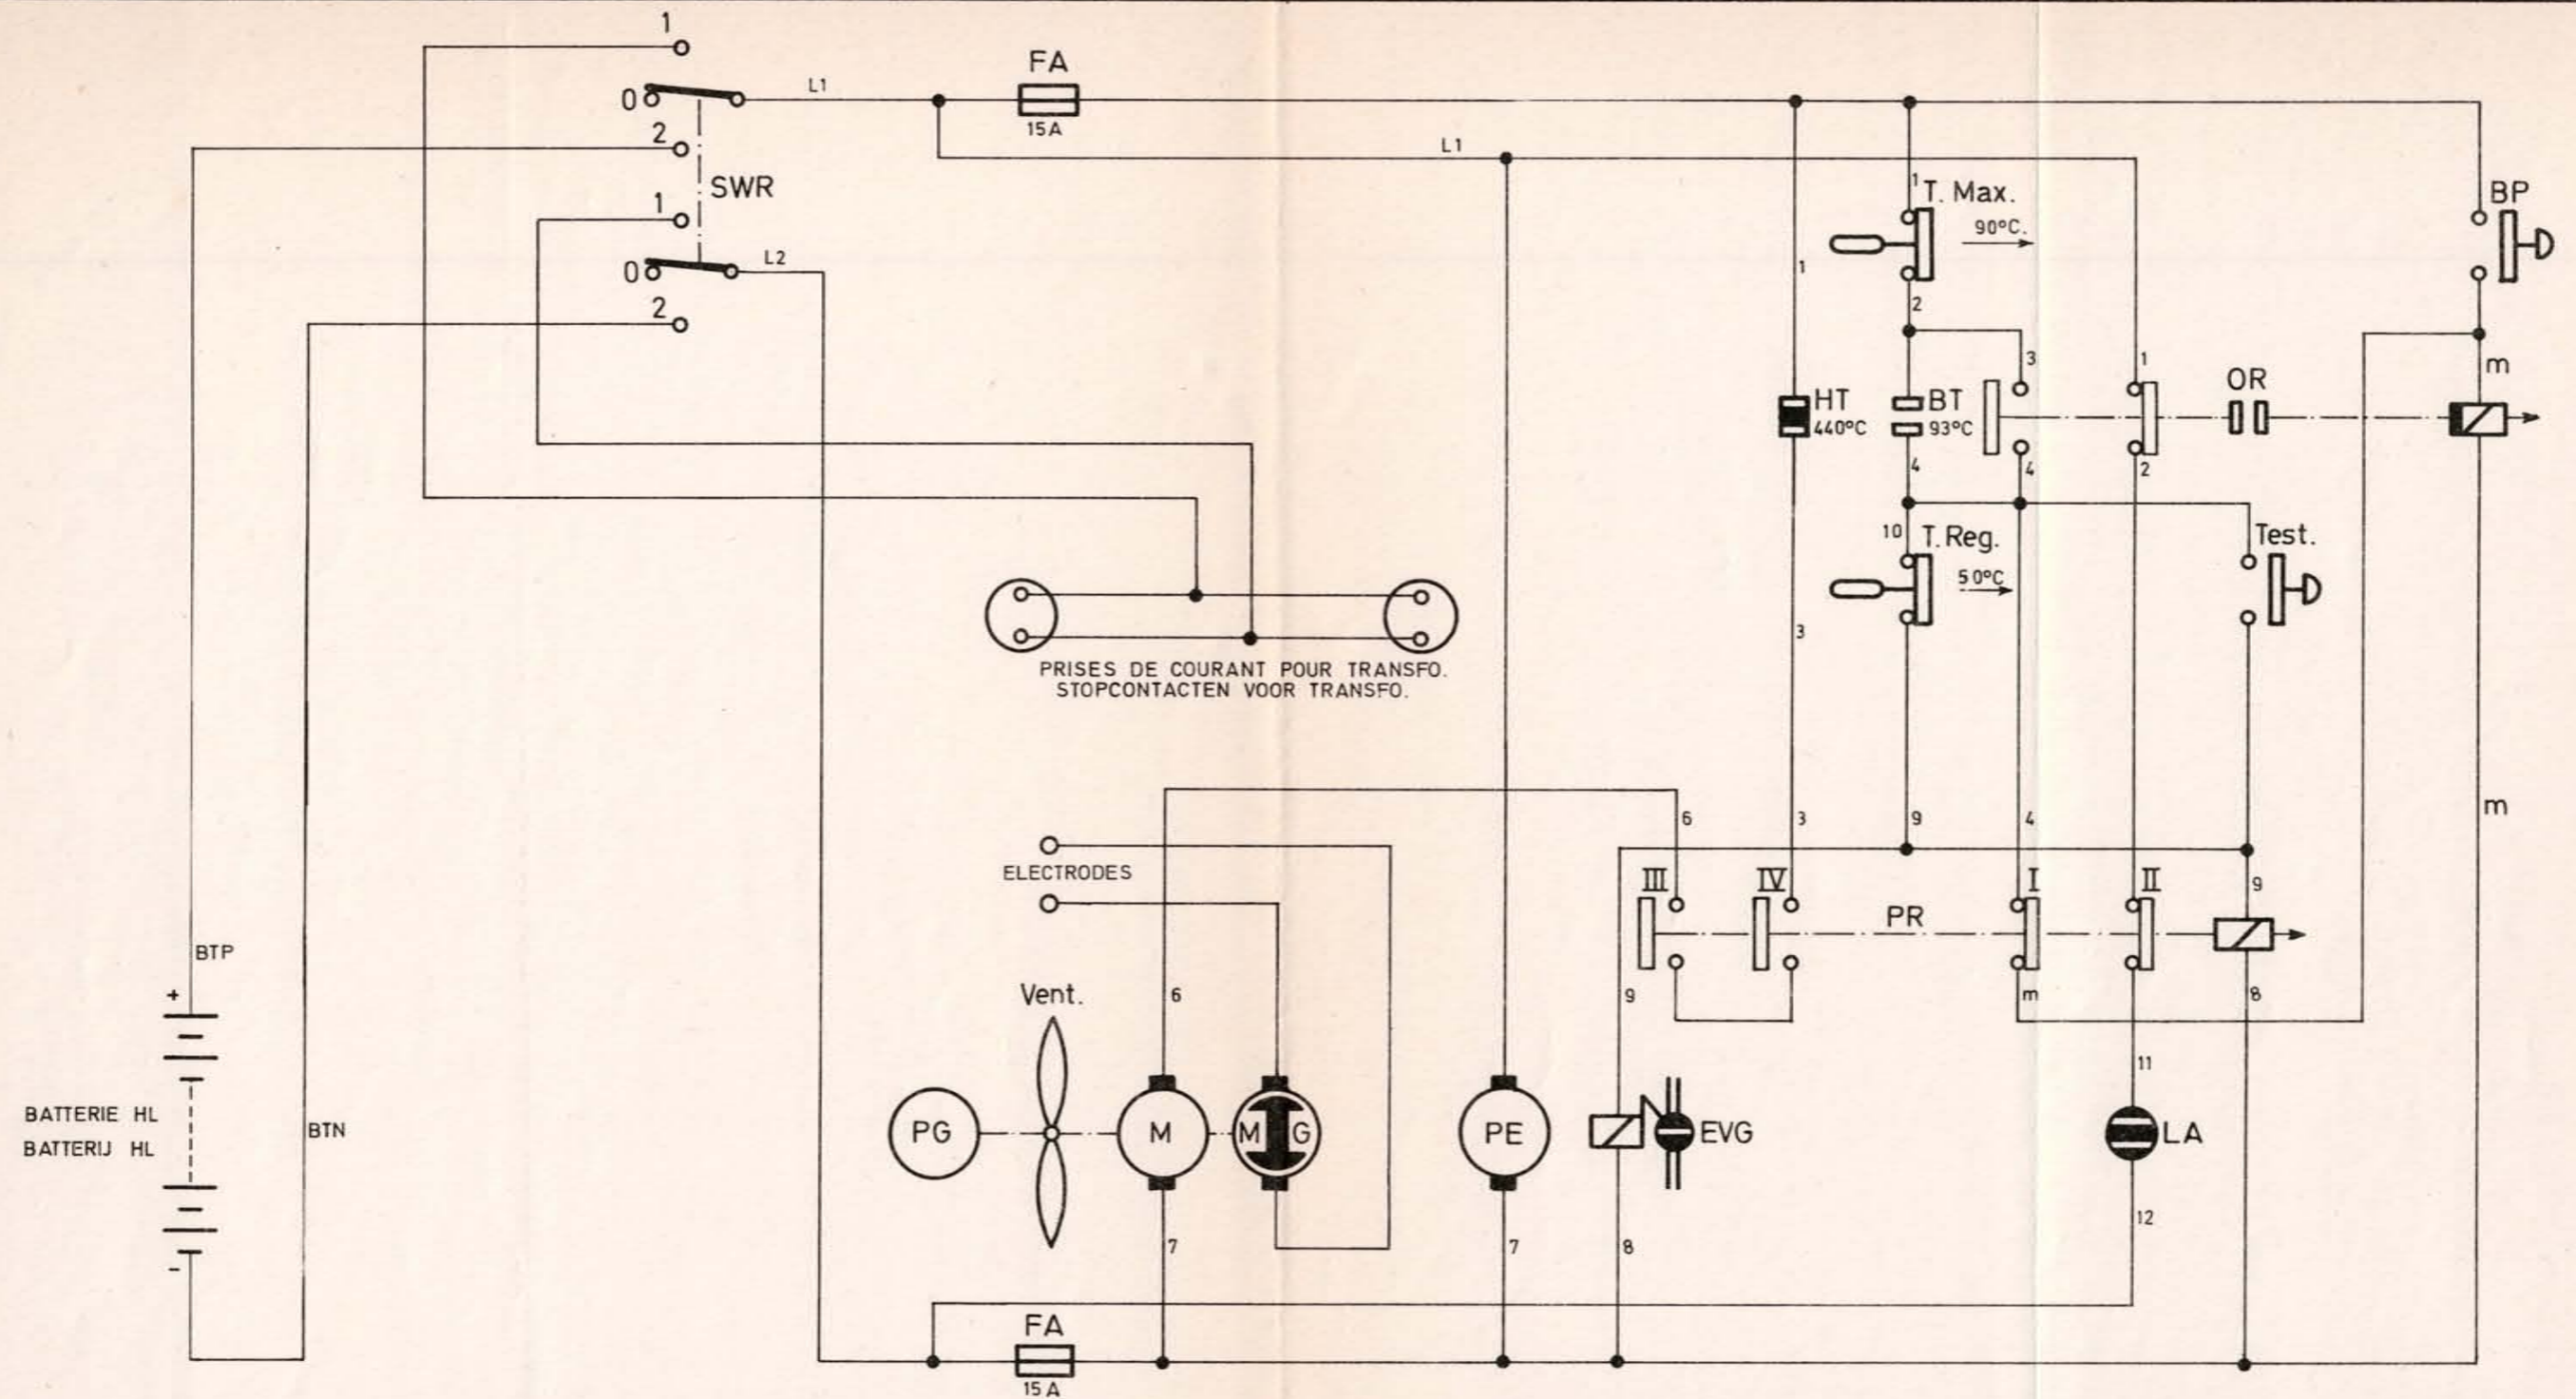 1
0
2
SWR
1
0
2
L1
L2
FA
15A
L1
1
T. Max.
90°C.
BP
1
2
3
1
m
HT
440°C
BT
93°C
OR
4
4
2
10
T.Reg.
50°C
Test.
3
PRISES DE COURANT POUR TRANSFO.
STOPCONTACTEN VOOR TRANSFO.
m
6
3
9
4
ELECTRODES
III
IV
PR
I
II
9
BTP
+
Vent.
6
9
m
8
11
BATTERIE HL
BATTERIJ HL
BTN
PG
M
M G
PE
EVG
LA
12
-
7
7
8
FA
15A